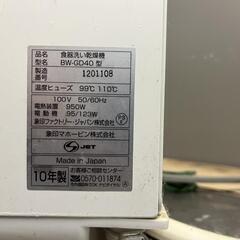 品名 食器洗い乾燥機
型名 BW-GD40 型
製造番号 1201108
温度ヒューズ 99℃ 110℃
100V 50/60Hz
電熱装置 950W
電動機 95/123W
象印ファクトリー・ジャパン株式会社
象印マホービン株式会社
JET
Made in Japan
10年製
お客様ご相談センター
0570-011874